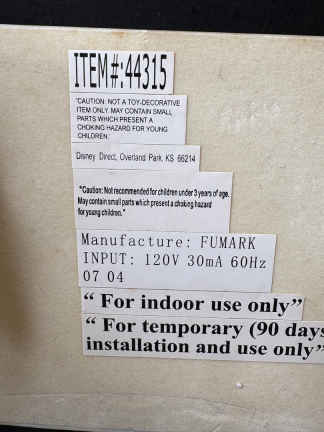 ITEM#:44315
"CAUTION: NOT A TOY-DECORATIVE
ITEM ONLY. MAY CONTAIN SMALL
PARTS WHICH PRESENT A
CHOKING HAZARD FOR YOUNG
CHILDREN."
Disney Direct, Overland Park, KS 66214
"Caution: Not recommended for children under 3 years of age.
May contain small parts which present a choking hazard
for young children."
Manufacture: FUMARK
INPUT: 120V 30mA 60Hz
07 04
“ For indoor use only”
“ For temporary (90 days
installation and use only”